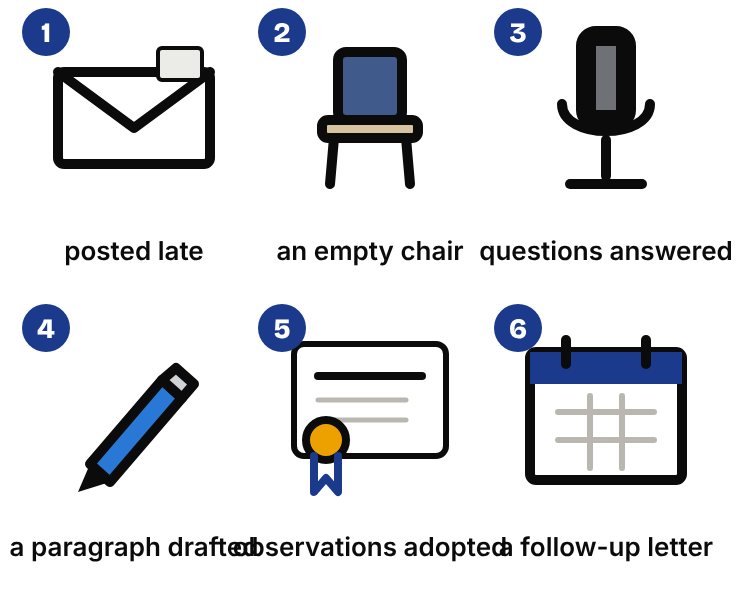 1
2
3
posted late
an empty chair
questions answered
4
5
6
a paragraph drafted
observations adopted
a follow-up letter